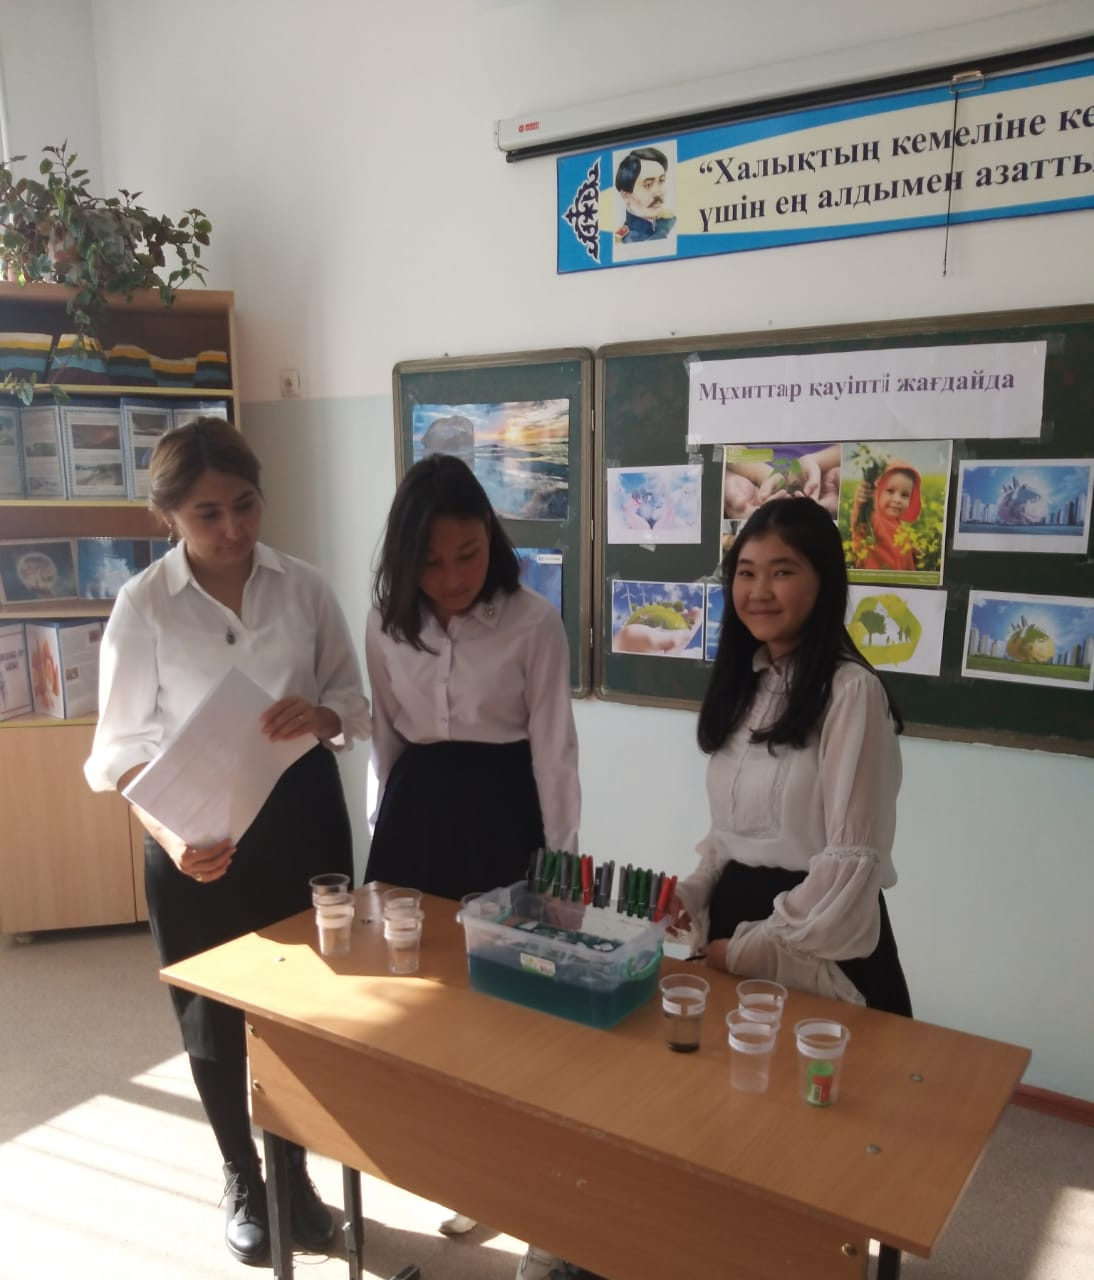 “Халықтың кемеліне ке
үшін ең алдымен азатты
Мұхиттар қауіпті жағдайда